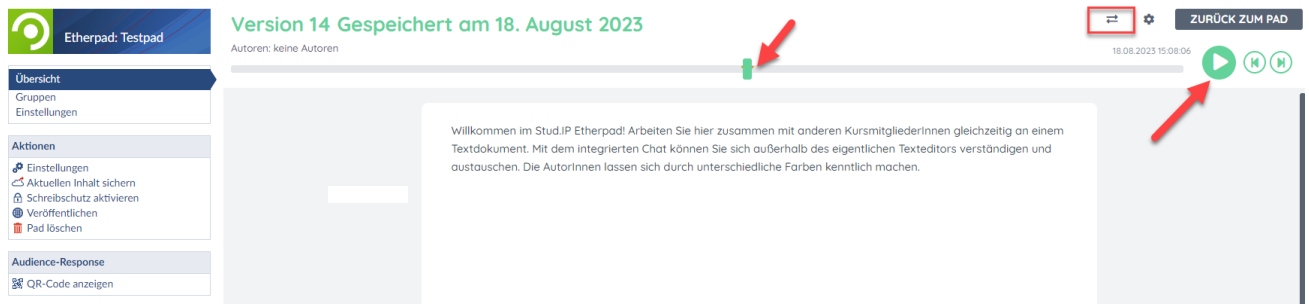 Etherpad: Testpad
Übersicht
Gruppen
Einstellungen
Aktionen
Einstellungen
Aktuellen Inhalt sichern
Schreibschutz aktivieren
Veröffentlichen
Pad löschen
Audience-Response
QR-Code anzeigen
Version 14 Gespeichert am 18. August 2023
Autoren: keine Autoren
ZURÜCK ZUM PAD
18.08.2023 15:08:06
Willkommen im Stud.IP Etherpad! Arbeiten Sie hier zusammen mit anderen KursmitgliederInnen gleichzeitig an einem
Textdokument. Mit dem integrierten Chat können Sie sich außerhalb des eigentlichen Texteditors verständigen und
austauschen. Die AutorInnen lassen sich durch unterschiedliche Farben kenntlich machen.